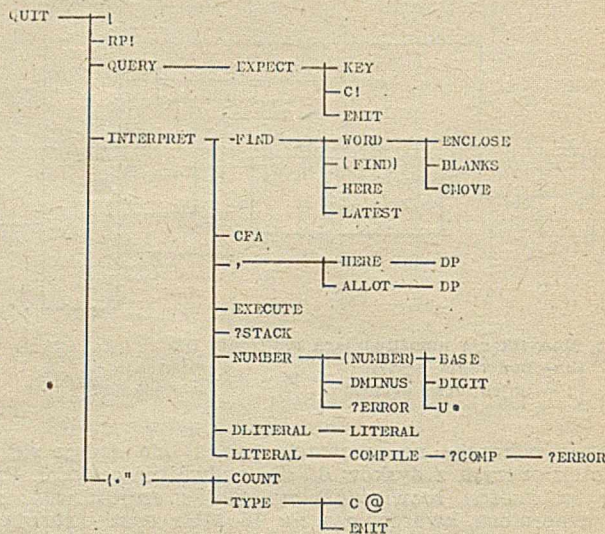 QUIT !
RP!
QUERY EXPECT KEY
C!
EMIT
INTERPRET -FIND WORD ENCLOSE
(FIND) BLANKS
HERE CMOVE
LATEST
CFA
, HERE DP
ALLOT DP
EXECUTE
?STACK
NUMBER (NUMBER) BASE
DMINUS DIGIT
?ERROR U*
DLITERAL LITERAL
LITERAL COMPILE ?COMP ?ERROR
(." ) COUNT
TYPE C @
EMIT